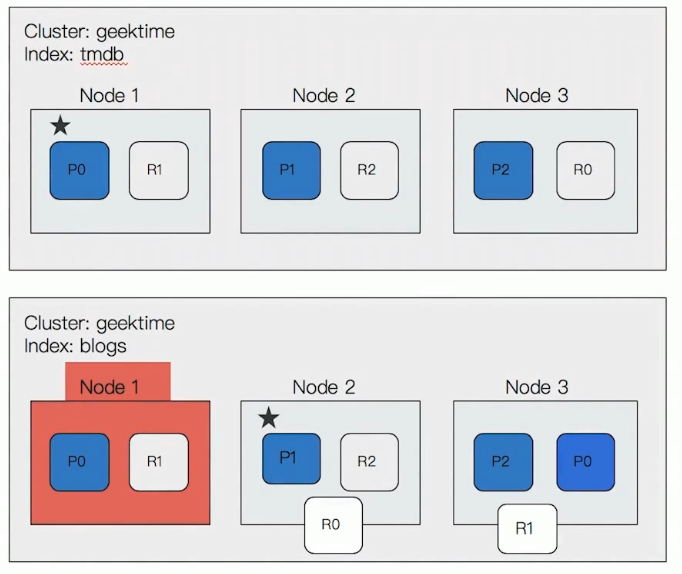 Cluster: geektime
Index: tmdb
Node 1 Node 2 Node 3
P0 R1 P1 R2 P2 R0
Cluster: geektime
Index: blogs
Node 1 Node 2 Node 3
P0 R1 P1 R2 P2 P0
R0 R1